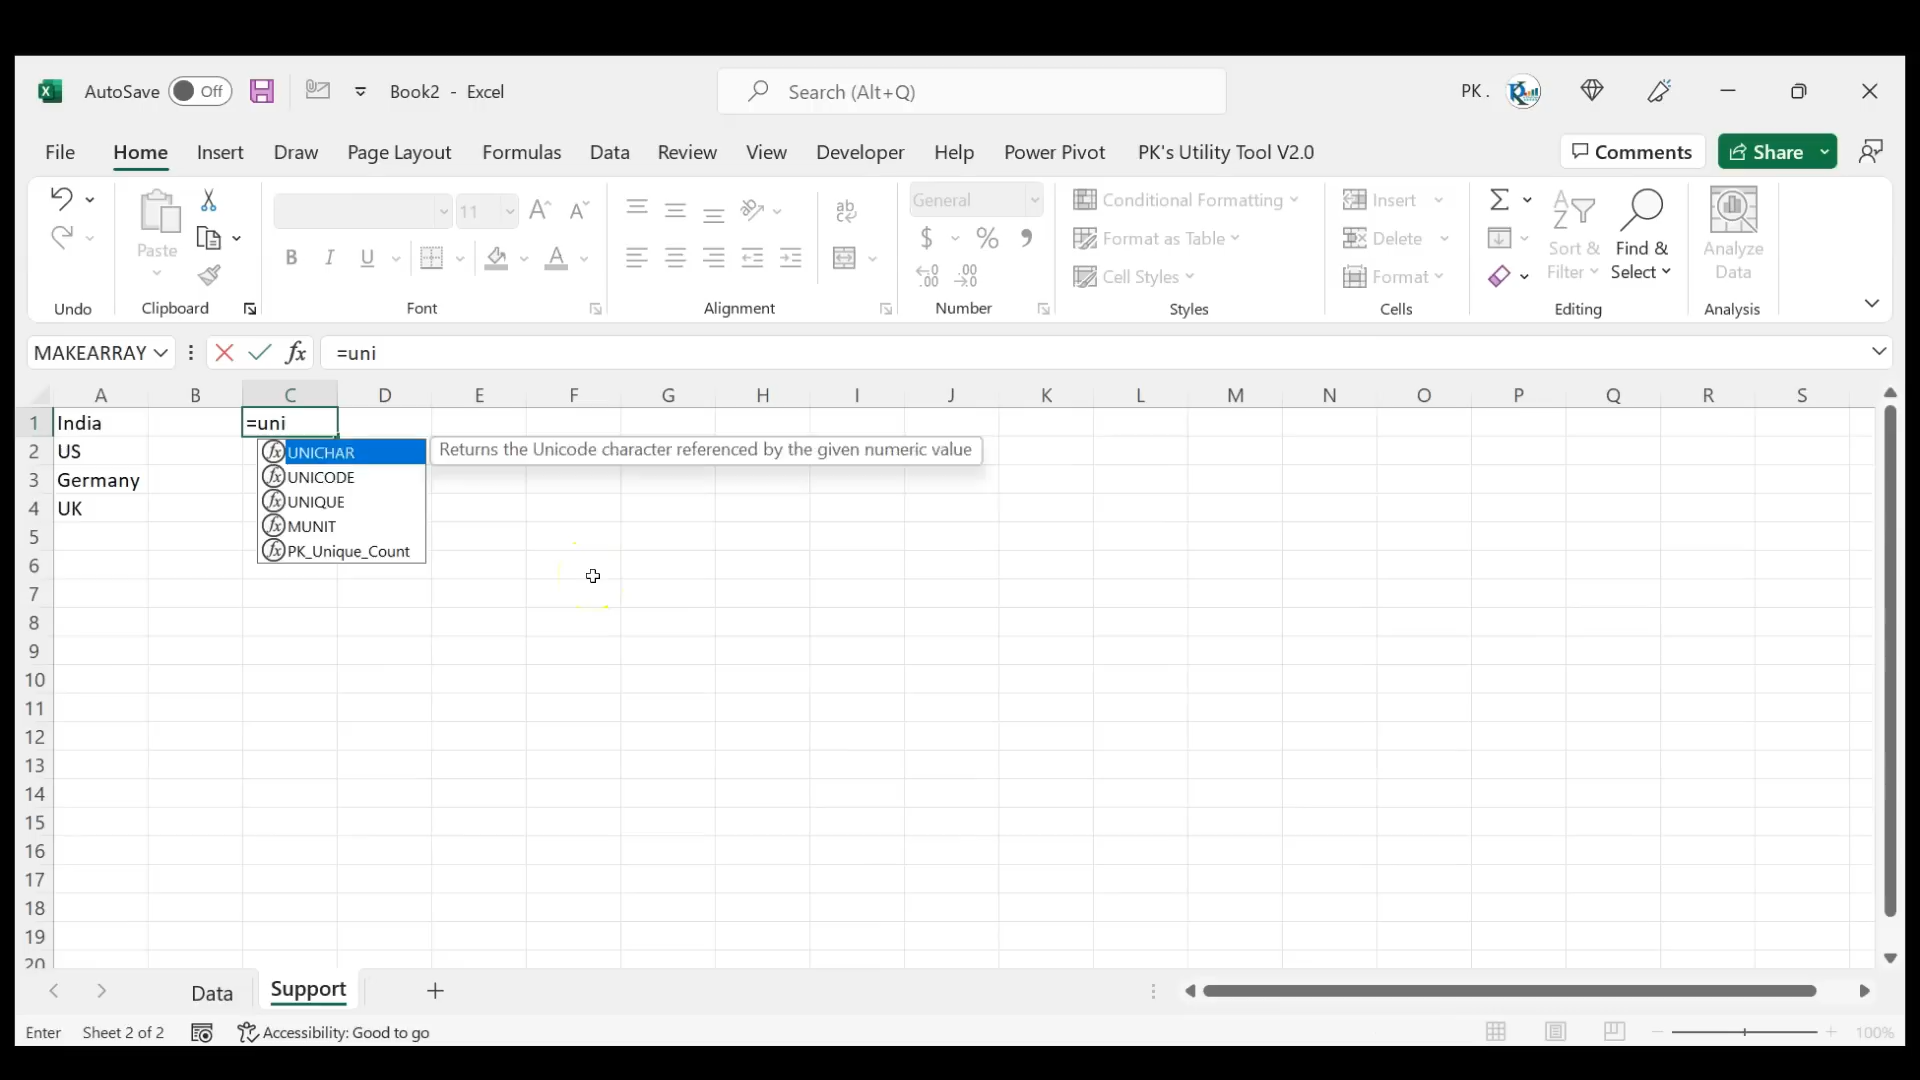 AutoSave Off Book2 - Excel Search (Alt+Q) PK .
File Home Insert Draw Page Layout Formulas Data Review View Developer Help Power Pivot PK's Utility Tool V2.0 Comments Share
Paste 11 ab General Conditional Formatting Insert Sort & Find & Analyze
B I U A $ % Format as Table Delete Filter Select Data
Cell Styles Format
Undo Clipboard Font Alignment Number Styles Cells Editing Analysis
MAKEARRAY fx =uni
A B C D E F G H I J K L M N O P Q R S
1 India =uni
2 US UNICHAR Returns the Unicode character referenced by the given numeric value
UNICODE
3 Germany UNIQUE
4 UK MUNIT
5 PK_Unique_Count
6
7
8
9
10
11
12
13
14
15
16
17
18
19
20
Data Support
Enter Sheet 2 of 2 Accessibility: Good to go 100%